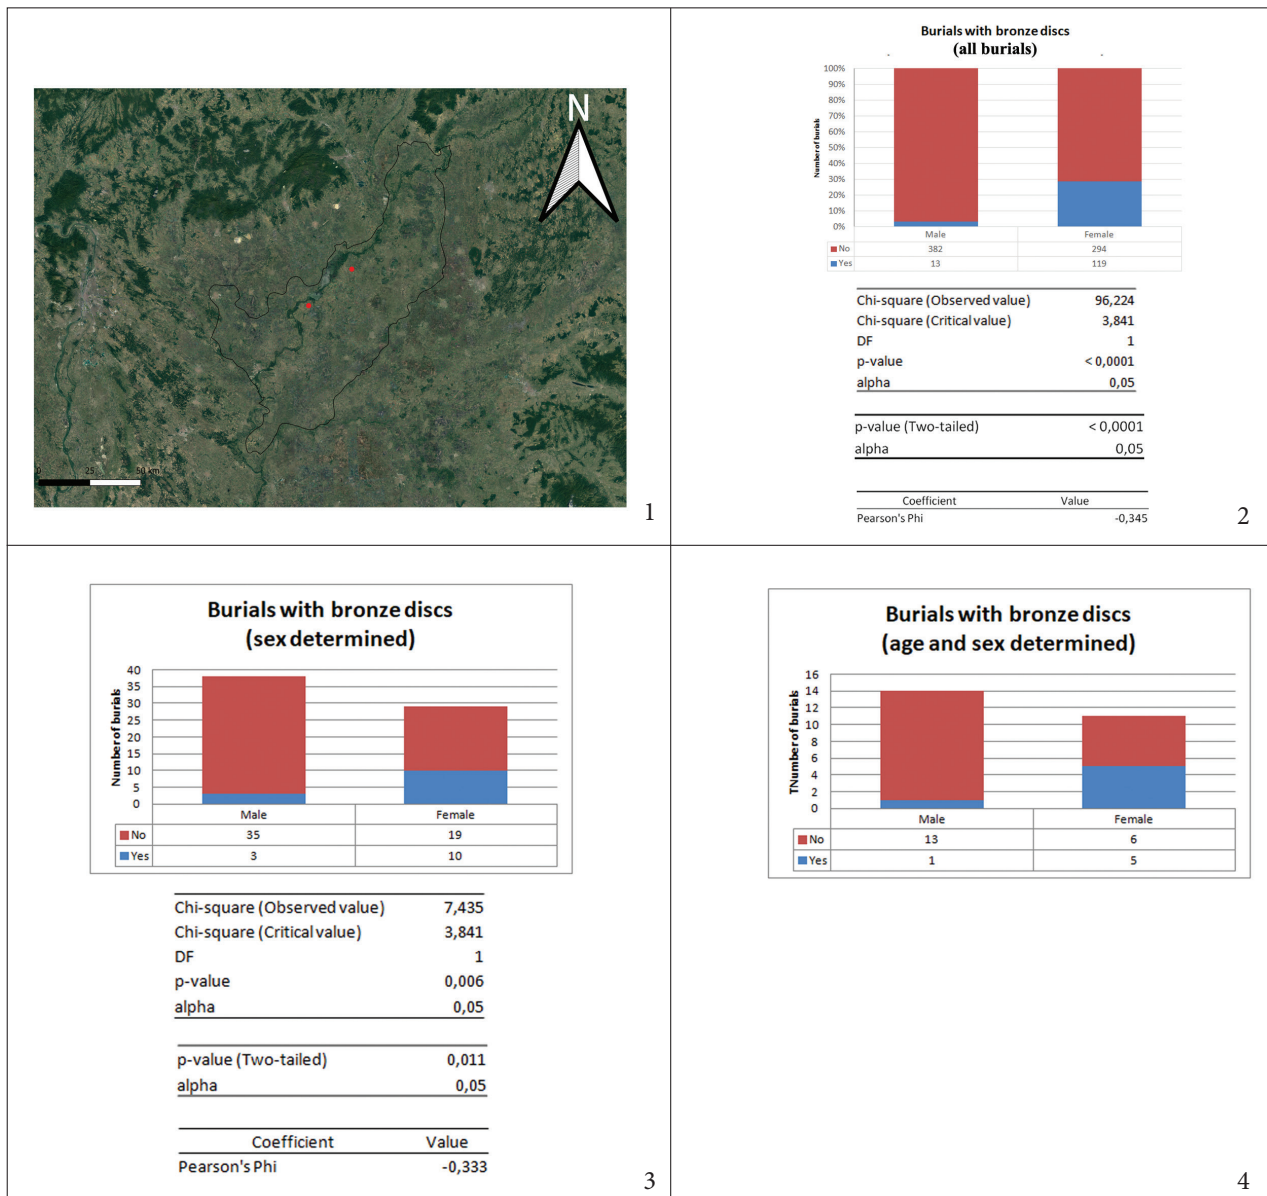 N
0 25 50 km
1
Burials with bronze discs
(all burials)
Number of burials
100%
90%
80%
70%
60%
50%
40%
30%
20%
10%
0%
Male Female
No 382 294
Yes 13 119
Chi-square (Observed value) 96,224
Chi-square (Critical value) 3,841
DF 1
p-value < 0,0001
alpha 0,05
p-value (Two-tailed) < 0,0001
alpha 0,05
Coefficient Value
Pearson's Phi -0,345
2
Burials with bronze discs
(sex determined)
Number of burials
40
35
30
25
20
15
10
5
0
Male Female
No 35 19
Yes 3 10
Chi-square (Observed value) 7,435
Chi-square (Critical value) 3,841
DF 1
p-value 0,006
alpha 0,05
p-value (Two-tailed) 0,011
alpha 0,05
Coefficient Value
Pearson's Phi -0,333
3
Burials with bronze discs
(age and sex determined)
TNumber of burials
16
14
12
10
8
6
4
2
0
Male Female
No 13 6
Yes 1 5
4